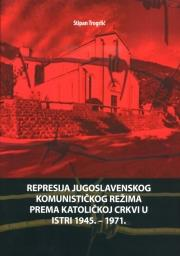 Stipan Trogrlić
REPRESIJA JUGOSLAVENSKOG
KOMUNISTIČKOG REŽIMA
PREMA KATOLIČKOJ CRKVI U
ISTRI 1945. – 1971.